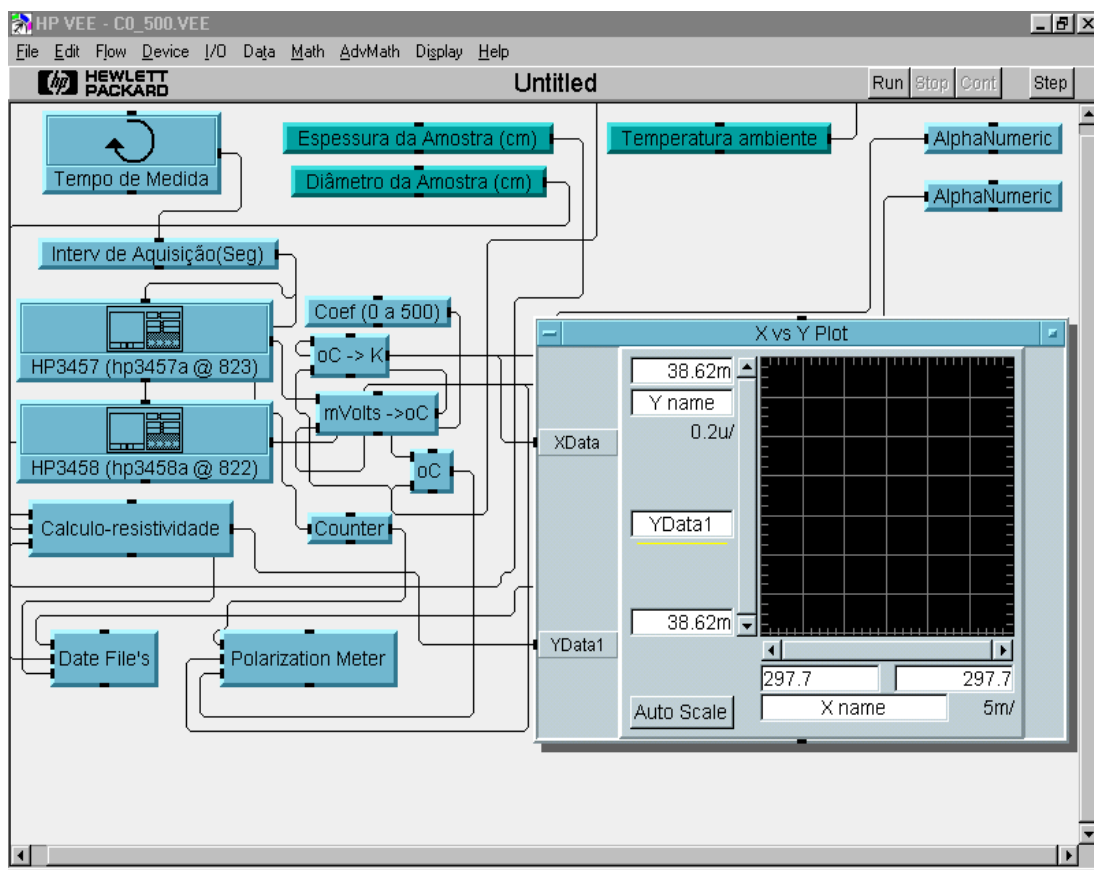 HP VEE - C0_500.VEE
File Edit Flow Device I/O Data Math AdvMath Display Help
hp HEWLETT
PACKARD
Untitled
Run Stop Cont Step
Tempo de Medida
Espessura da Amostra (cm)
Diâmetro da Amostra (cm)
Temperatura ambiente
AlphaNumeric
AlphaNumeric
Interv de Aquisição(Seg)
HP3457 (hp3457a @ 823)
Coef (0 a 500)
oC -> K
mVolts ->oC
HP3458 (hp3458a @ 822)
oC
Calculo-resistividade
Counter
Date File's
Polarization Meter
X vs Y Plot
38.62m
Y name
0.2u/
XData
YData1
38.62m
YData1
297.7 297.7
Auto Scale
X name
5m/